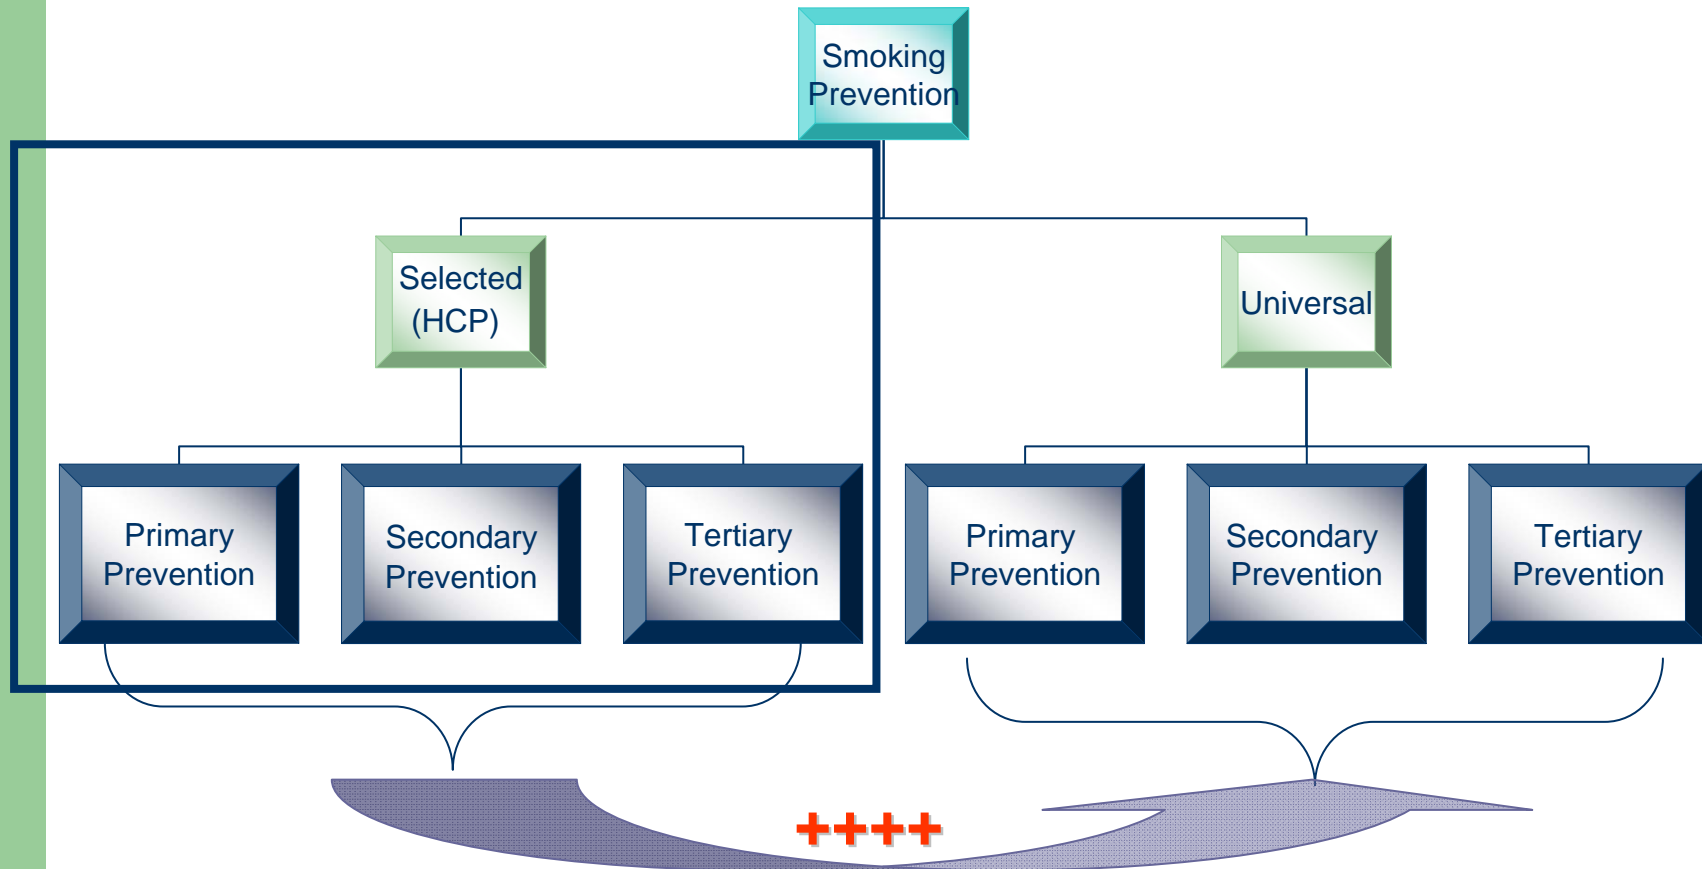 Smoking
Prevention
Selected
(HCP)
Universal
Primary
Prevention
Secondary
Prevention
Tertiary
Prevention
Primary
Prevention
Secondary
Prevention
Tertiary
Prevention
++++